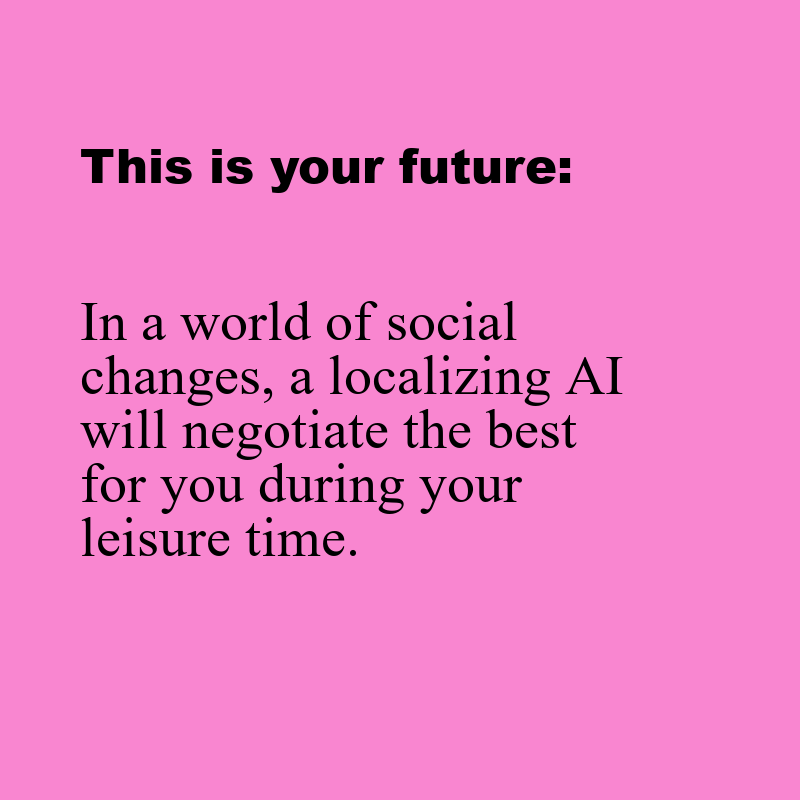 This is your future:
In a world of social
changes, a localizing AI
will negotiate the best
for you during your
leisure time.